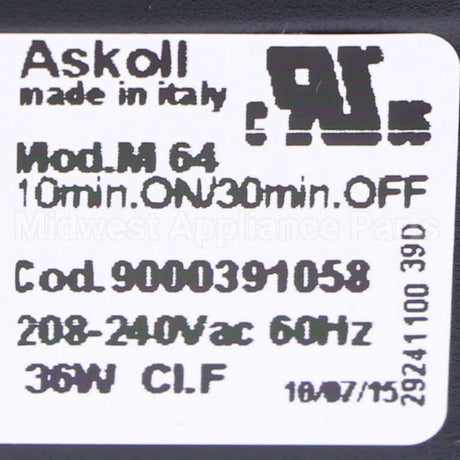 Askoll
made in italy
Mod.M 64
10min.ON/30min.OFF
Midwest Appliance Parts
Cod.9000391058
208-240Vac 60Hz
36W Cl.F
10/07/15
29241100 39D